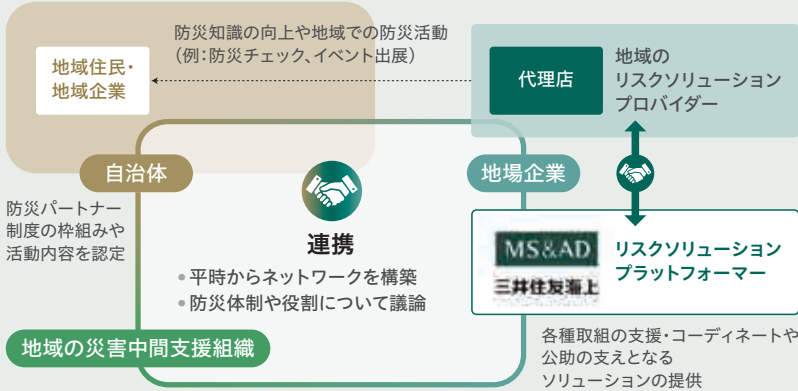 防災知識の向上や地域での防災活動
（例：防災チェック、イベント出展）
地域住民・
地域企業
代理店
地域の
リスクソリューション
プロバイダー
自治体
地場企業
防災パートナー
制度の枠組みや
活動内容を認定
連携
• 平時からネットワークを構築
• 防災体制や役割について議論
MS&AD
三井住友海上
リスクソリューション
プラットフォーマー
地域の災害中間支援組織
各種取組の支援・コーディネートや
公助の支えとなる
ソリューションの提供